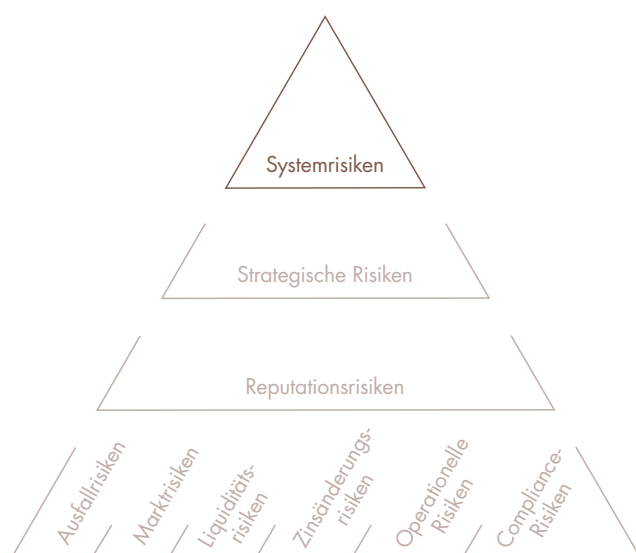 Systemrisiken
Strategische Risiken
Reputationsrisiken
Ausfallrisiken
Marktrisiken
Liquiditäts-
risiken
Zinsänderungs-
risiken
Operationelle
Risiken
Compliance-
Risiken